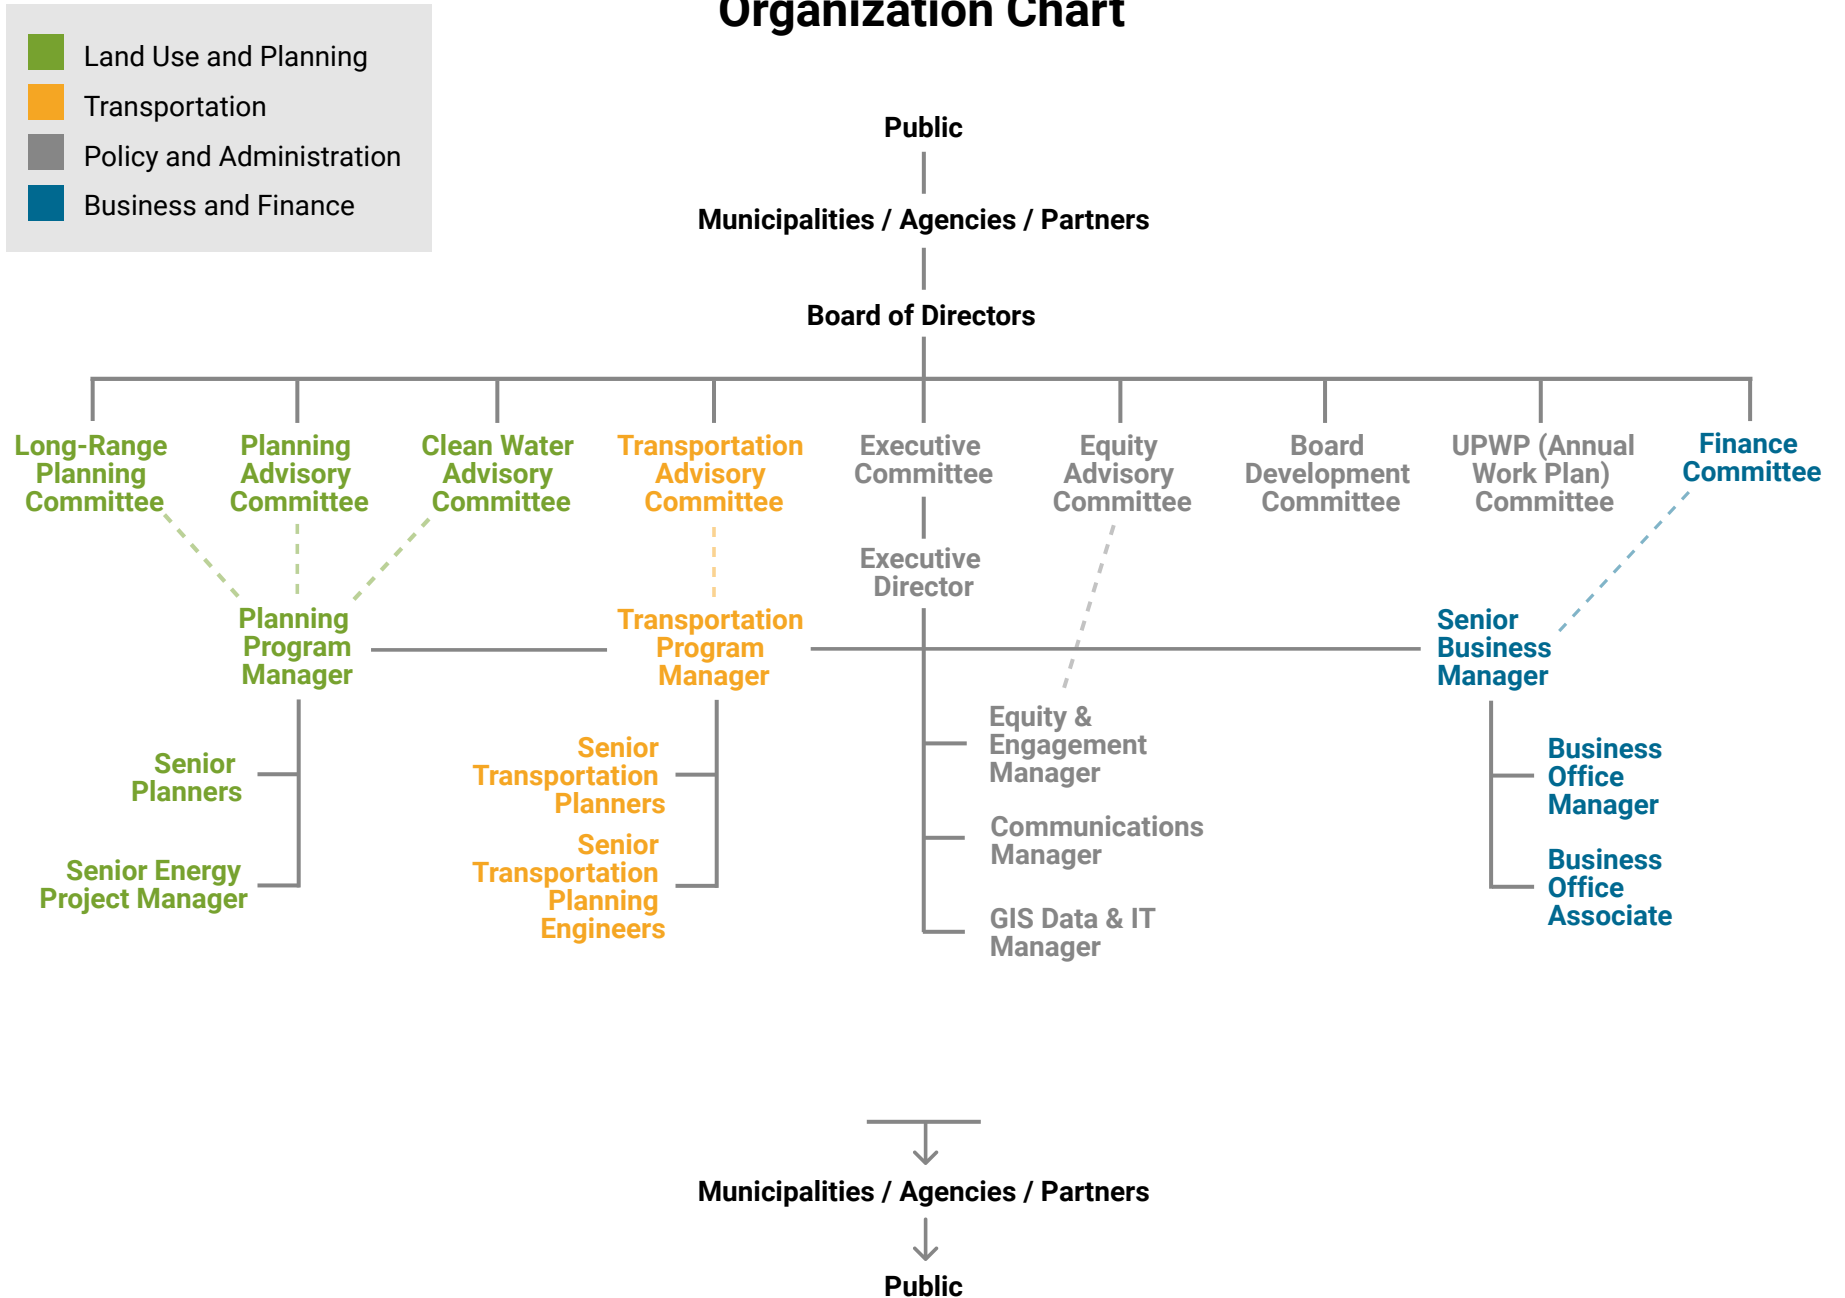 Organization Chart
Land Use and Planning
Transportation
Policy and Administration
Business and Finance
Public
Municipalities / Agencies / Partners
Board of Directors
Long-Range
Planning
Committee
Planning
Advisory
Committee
Clean Water
Advisory
Committee
Transportation
Advisory
Committee
Executive
Committee
Equity
Advisory
Committee
Board
Development
Committee
UPWP (Annual
Work Plan)
Committee
Finance
Committee
Executive
Director
Planning
Program
Manager
Transportation
Program
Manager
Senior
Business
Manager
Senior
Planners
Senior Energy
Project Manager
Senior
Transportation
Planners
Senior
Transportation
Planning
Engineers
Equity &
Engagement
Manager
Communications
Manager
GIS Data & IT
Manager
Business
Office
Manager
Business
Office
Associate
Municipalities / Agencies / Partners
Public